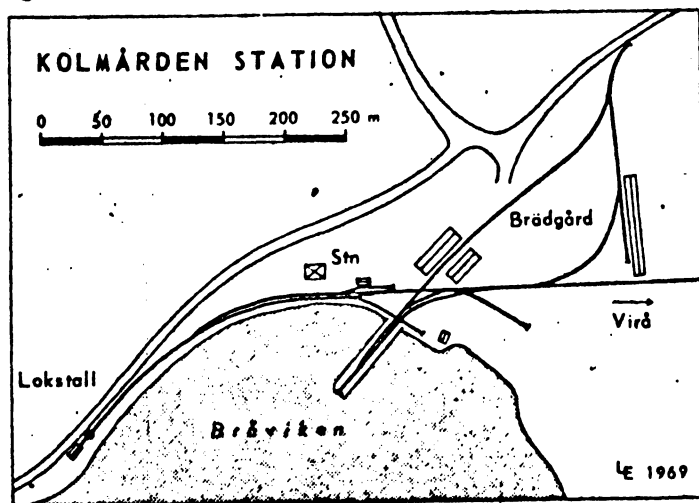 KOLMÅRDEN STATION
0 50 100 150 200 250 m
Brädgård
Stn
Virå
Lokstall
Bråviken
LE 1969